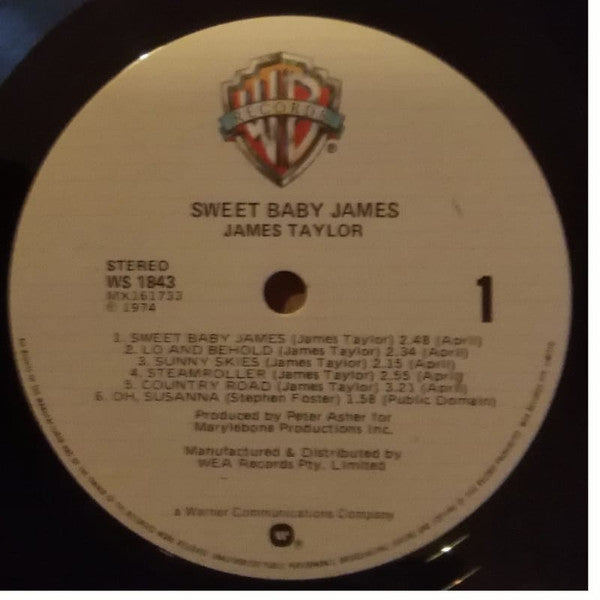 WB
RECORDS
®
SWEET BABY JAMES
JAMES TAYLOR
STEREO
WS 1843
MX161733
℗ 1974
1
1. SWEET BABY JAMES (James Taylor) 2.48 (April)
2. LO AND BEHOLD (James Taylor) 2.34 (April)
3. SUNNY SKIES (James Taylor) 2.15 (April)
4. STEAMROLLER (James Taylor) 2.55 (April)
5. COUNTRY ROAD (James Taylor) 3.21 (April)
6. OH, SUSANNA (Stephen Foster) 1.58 (Public Domain)
Produced by Peter Asher for
Marylebone Productions Inc.
Manufactured & Distributed by
WEA Records Pty. Limited
a Warner Communications Company
®